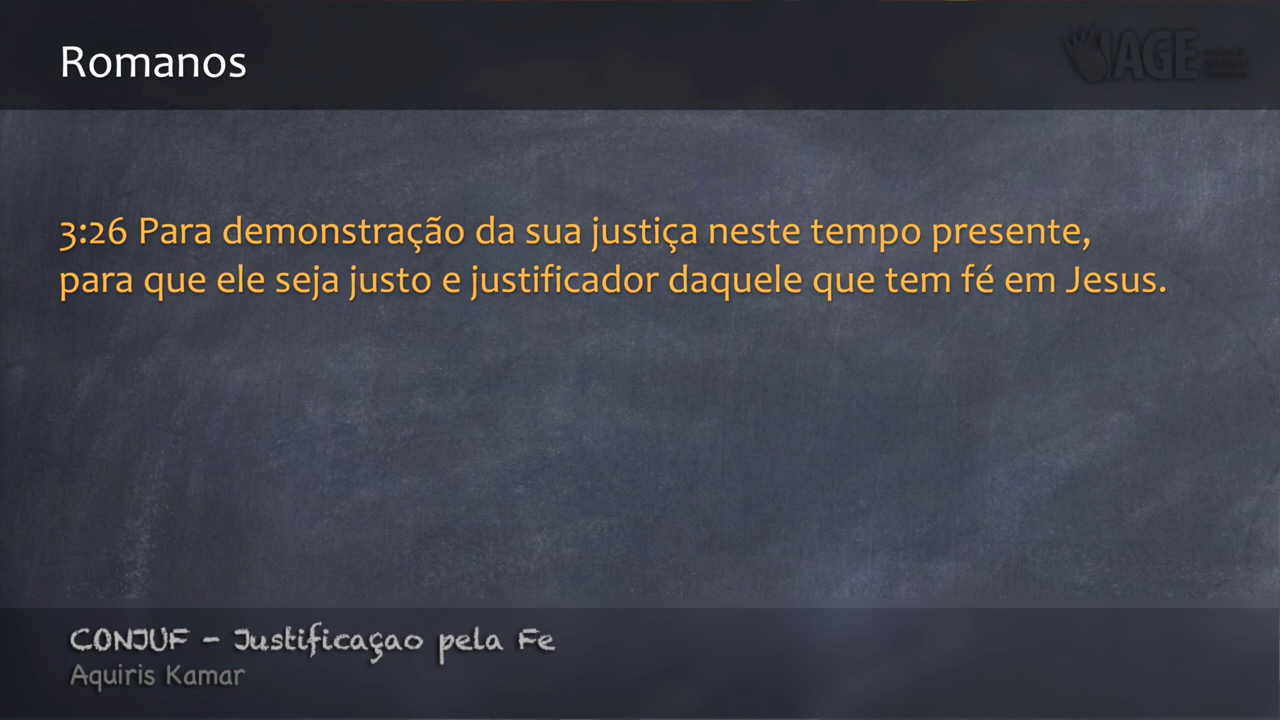 Romanos
IAGE
3:26 Para demonstração da sua justiça neste tempo presente,
para que ele seja justo e justificador daquele que tem fé em Jesus.
CONJUF - Justificaçao pela Fe
Aquiris Kamar